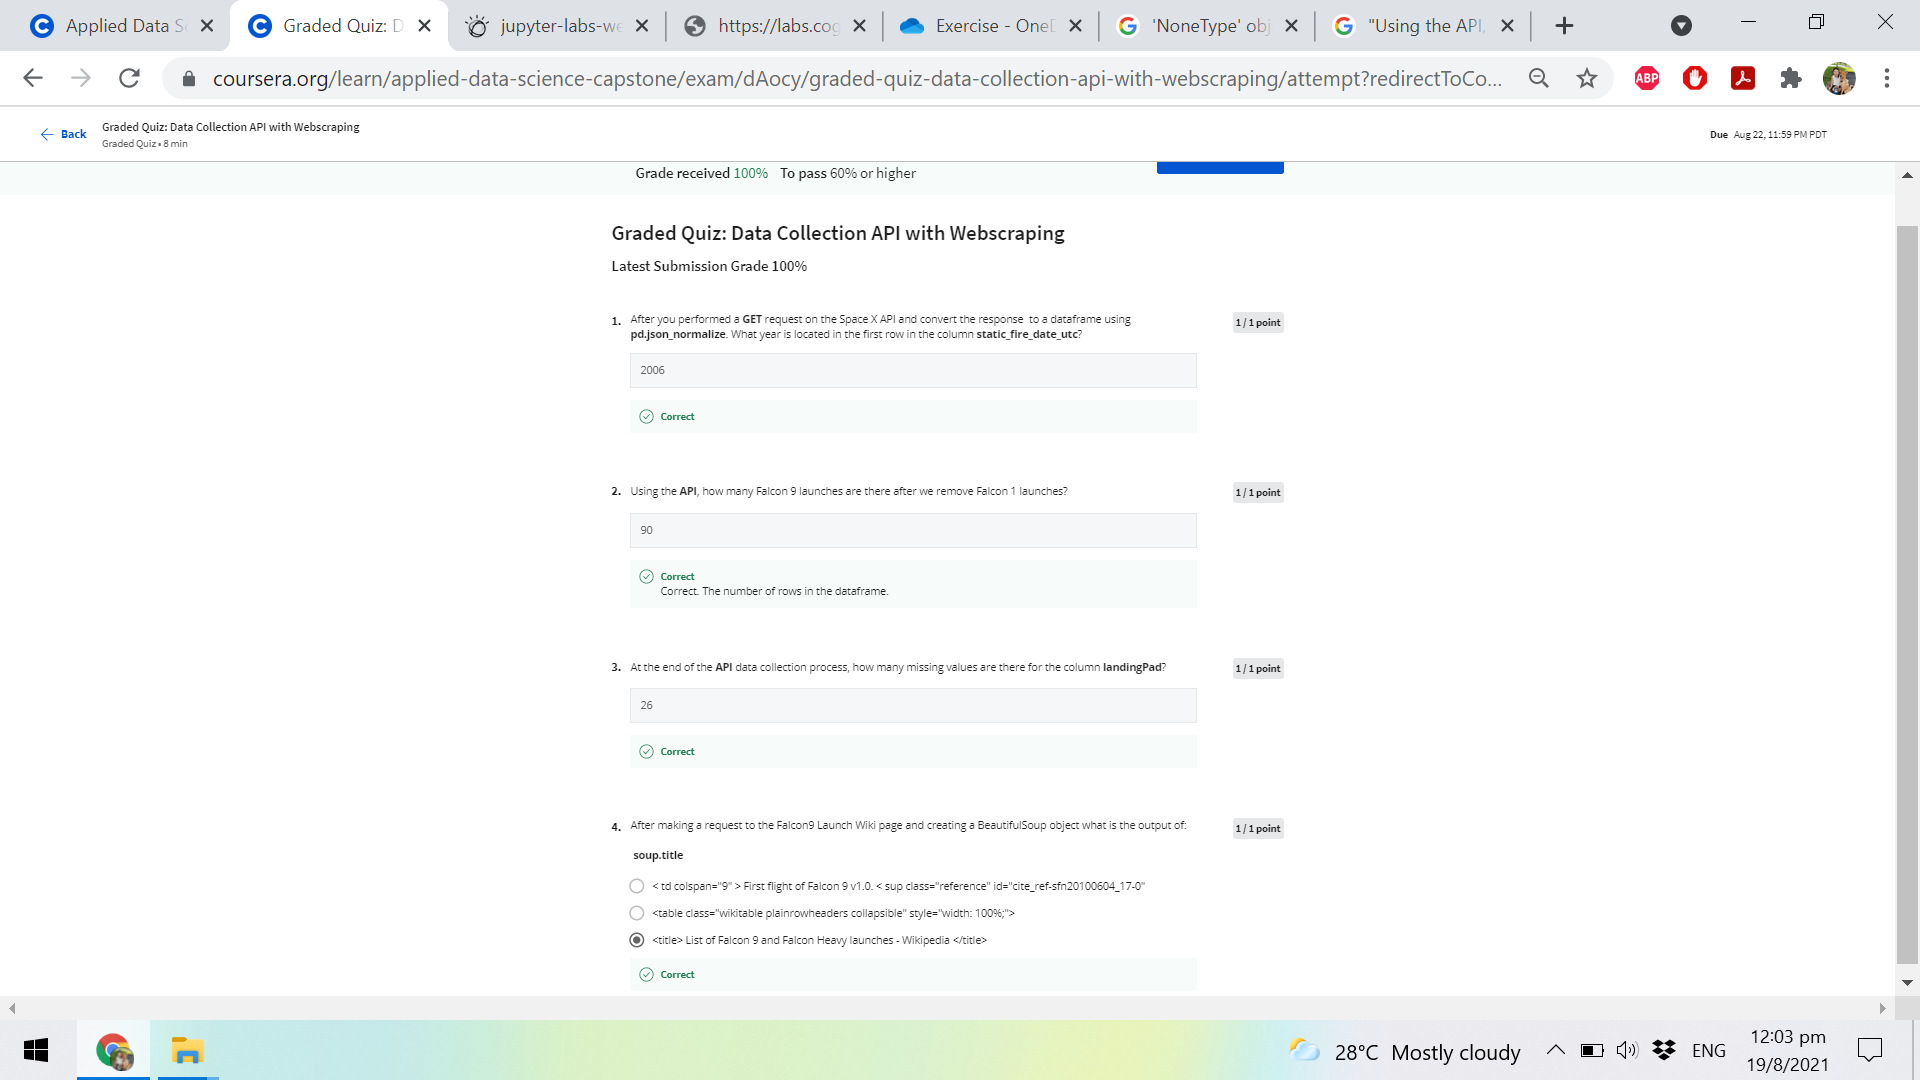 Applied Data S
Graded Quiz: D
jupyter-labs-we
https://labs.cog
Exercise - OneD
'NoneType' obj
"Using the API,
coursera.org/learn/applied-data-science-capstone/exam/dAocy/graded-quiz-data-collection-api-with-webscraping/attempt?redirectToCo...
ABP
Back
Graded Quiz: Data Collection API with Webscraping
Graded Quiz • 8 min
Due Aug 22, 11:59 PM PDT
Grade received 100% To pass 60% or higher
Graded Quiz: Data Collection API with Webscraping
Latest Submission Grade 100%
1. After you performed a GET request on the Space X API and convert the response to a dataframe using
pd.json_normalize. What year is located in the first row in the column static_fire_date_utc?
1 / 1 point
2006
Correct
2. Using the API, how many Falcon 9 launches are there after we remove Falcon 1 launches?
1 / 1 point
90
Correct
Correct. The number of rows in the dataframe.
3. At the end of the API data collection process, how many missing values are there for the column landingPad?
1 / 1 point
26
Correct
4. After making a request to the Falcon9 Launch Wiki page and creating a BeautifulSoup object what is the output of:
1 / 1 point
soup.title
< td colspan="9" > First flight of Falcon 9 v1.0. < sup class="reference" id="cite_ref-sfn20100604_17-0"
<table class="wikitable plainrowheaders collapsible" style="width: 100%;">
<title> List of Falcon 9 and Falcon Heavy launches - Wikipedia </title>
Correct
28°C Mostly cloudy
ENG
12:03 pm
19/8/2021